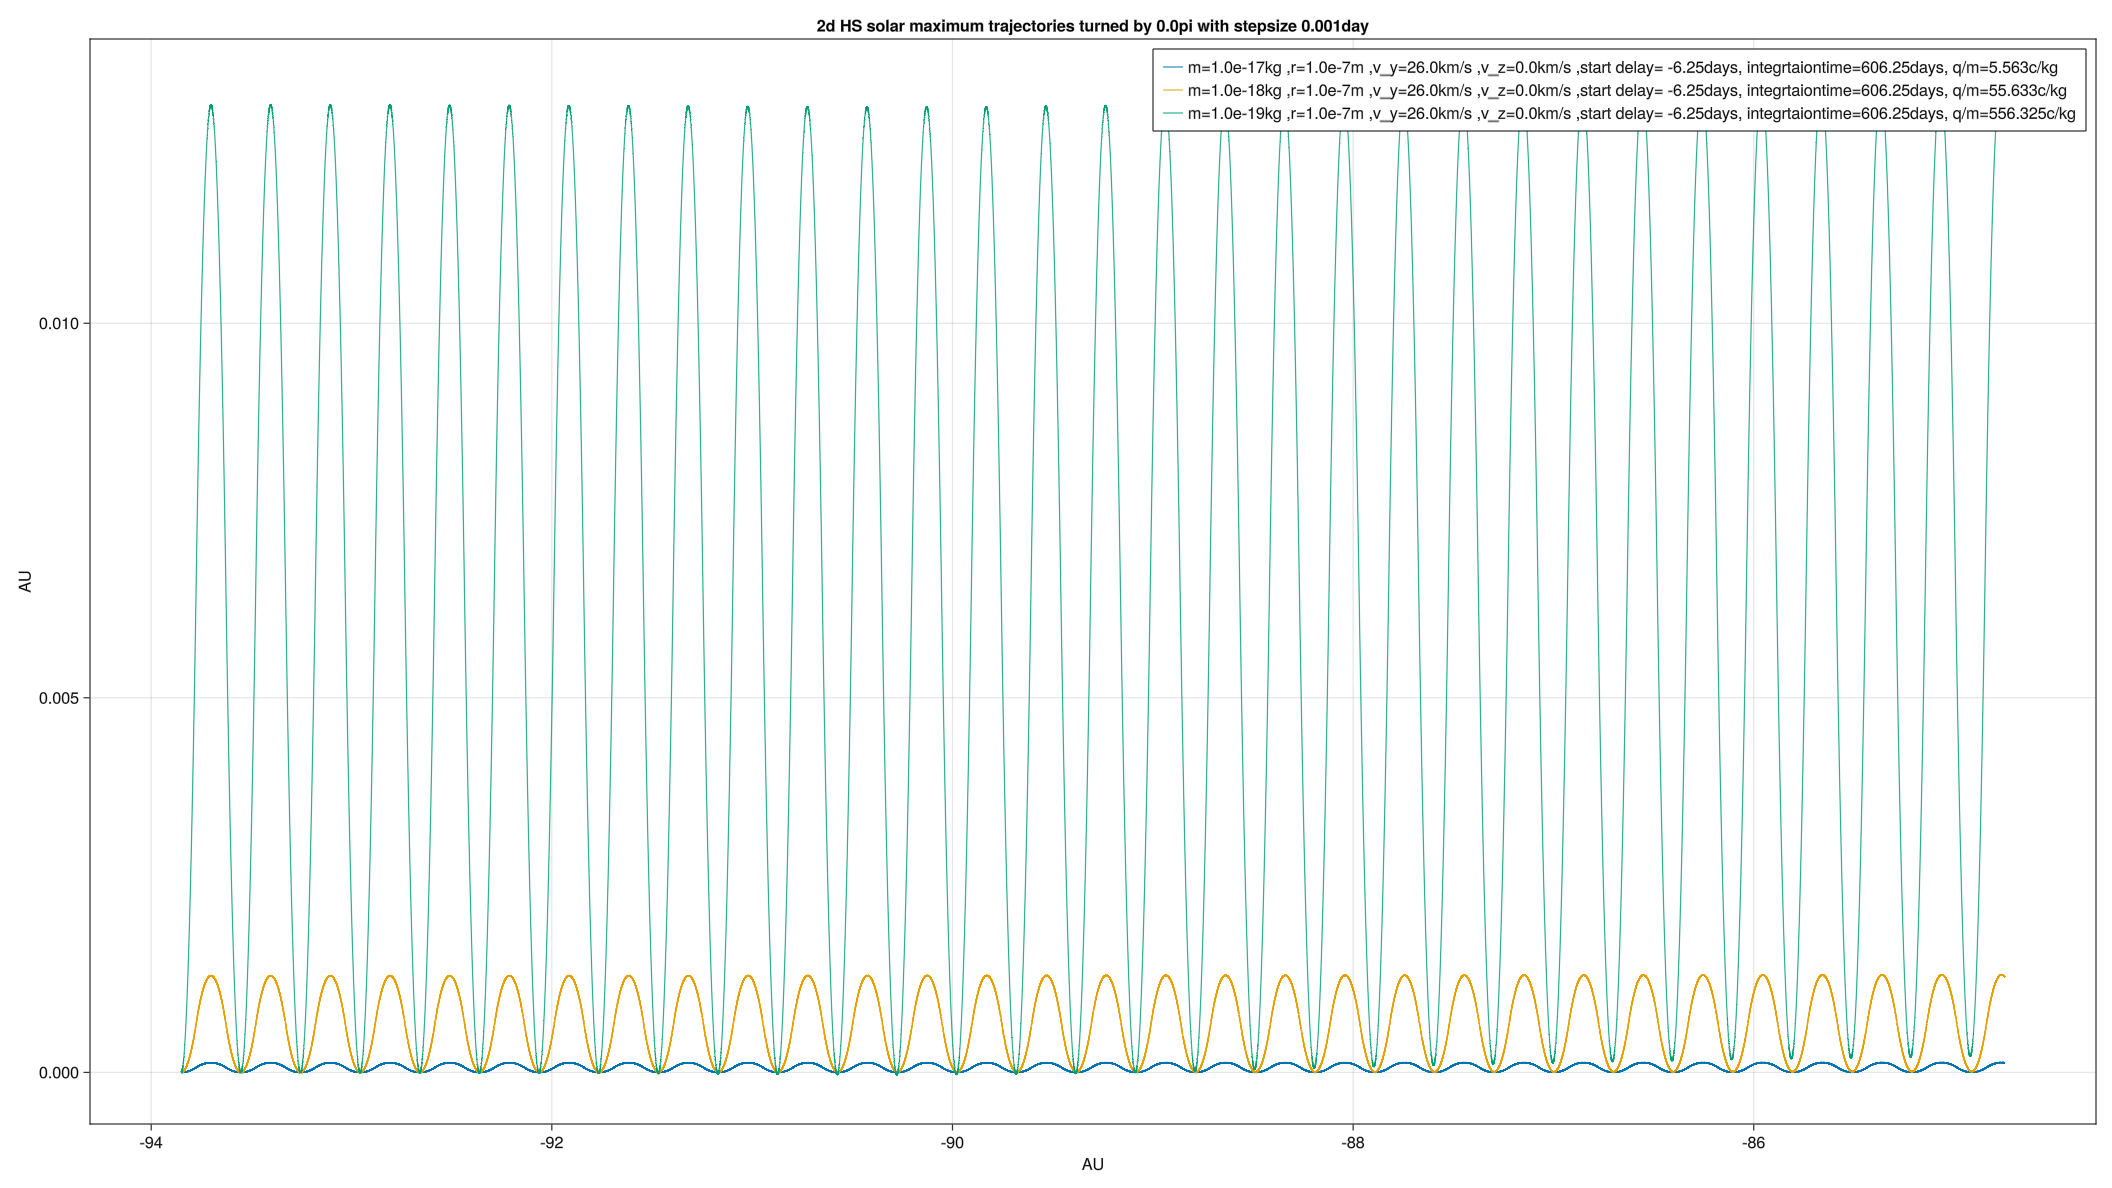 2d HS solar maximum trajectories turned by 0.0pi with stepsize 0.001day
m=1.0e-17kg ,r=1.0e-7m ,v_y=26.0km/s ,v_z=0.0km/s ,start delay= -6.25days, integrtaiontime=606.25days, q/m=5.563c/kg
m=1.0e-18kg ,r=1.0e-7m ,v_y=26.0km/s ,v_z=0.0km/s ,start delay= -6.25days, integrtaiontime=606.25days, q/m=55.633c/kg
m=1.0e-19kg ,r=1.0e-7m ,v_y=26.0km/s ,v_z=0.0km/s ,start delay= -6.25days, integrtaiontime=606.25days, q/m=556.325c/kg
0.010
0.005
0.000
AU
-94 -92 -90 -88 -86
AU